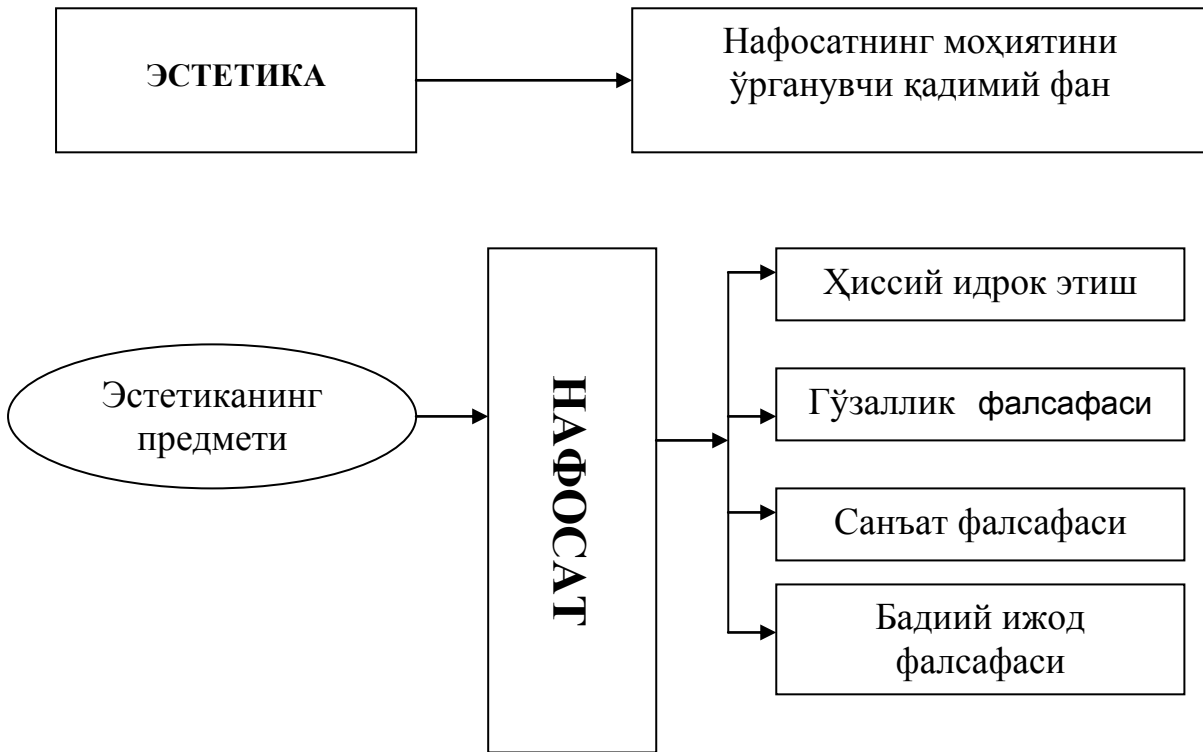 ЭСТЕТИКА
Нафосатнинг моҳиятини
ўрганувчи қадимий фан
Эстетиканинг
предмети
НАФОСАТ
Ҳиссий идрок этиш
Гўзаллик фалсафаси
Санъат фалсафаси
Бадиий ижод
фалсафаси